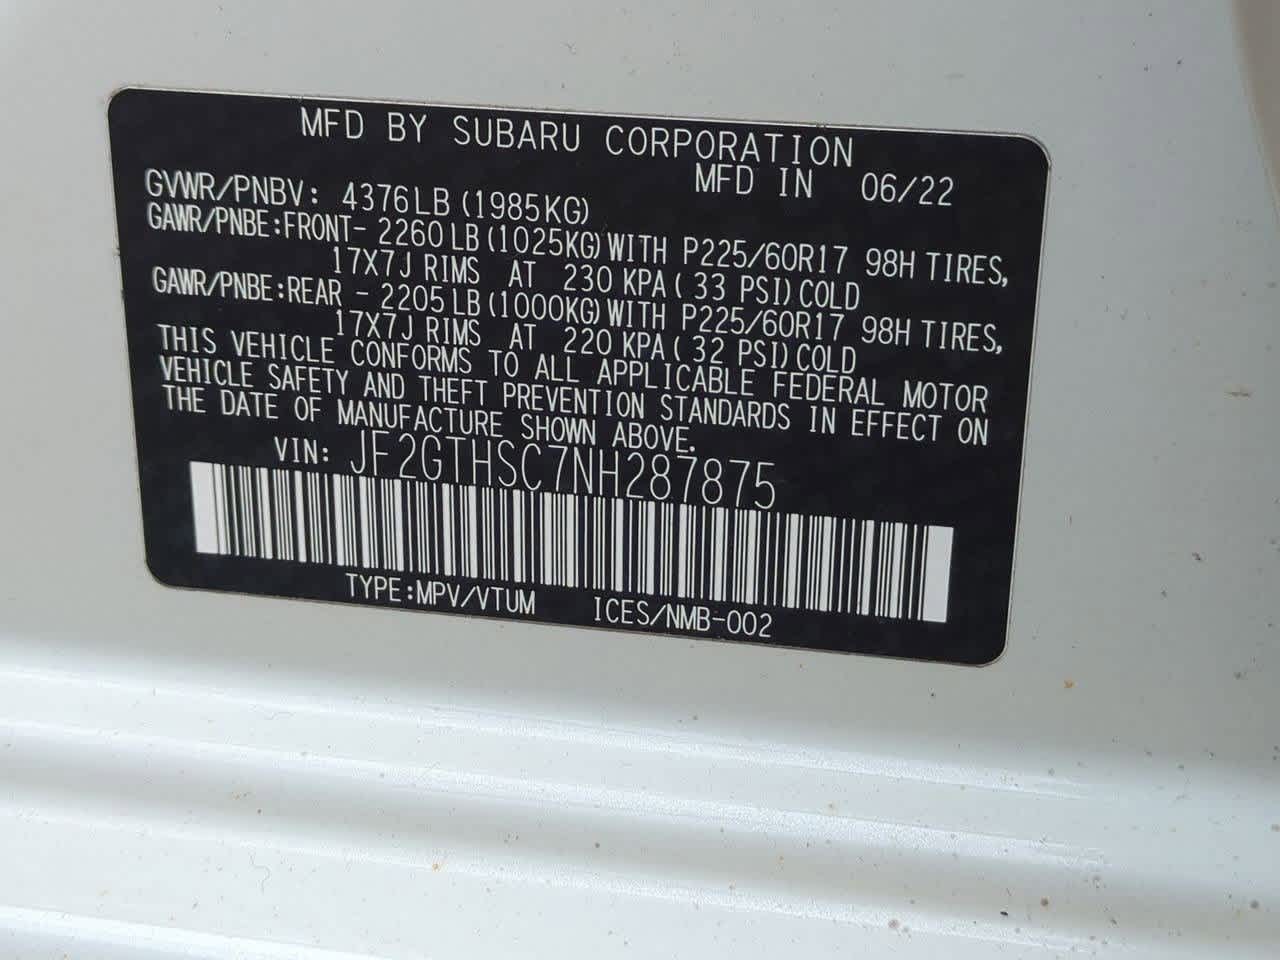 MFD BY SUBARU CORPORATION
MFD IN 06/22
GVWR/PNBV: 4376LB (1985KG)
GAWR/PNBE:FRONT- 2260LB (1025KG) WITH P225/60R17 98H TIRES,
17X7J RIMS AT 230 KPA ( 33 PSI) COLD
GAWR/PNBE:REAR - 2205LB (1000KG) WITH P225/60R17 98H TIRES,
17X7J RIMS AT 220 KPA ( 32 PSI) COLD
THIS VEHICLE CONFORMS TO ALL APPLICABLE FEDERAL MOTOR
VEHICLE SAFETY AND THEFT PREVENTION STANDARDS IN EFFECT ON
THE DATE OF MANUFACTURE SHOWN ABOVE.
VIN: JF2GTHSC7NH287875
TYPE:MPV/VTUM ICES/NMB-002